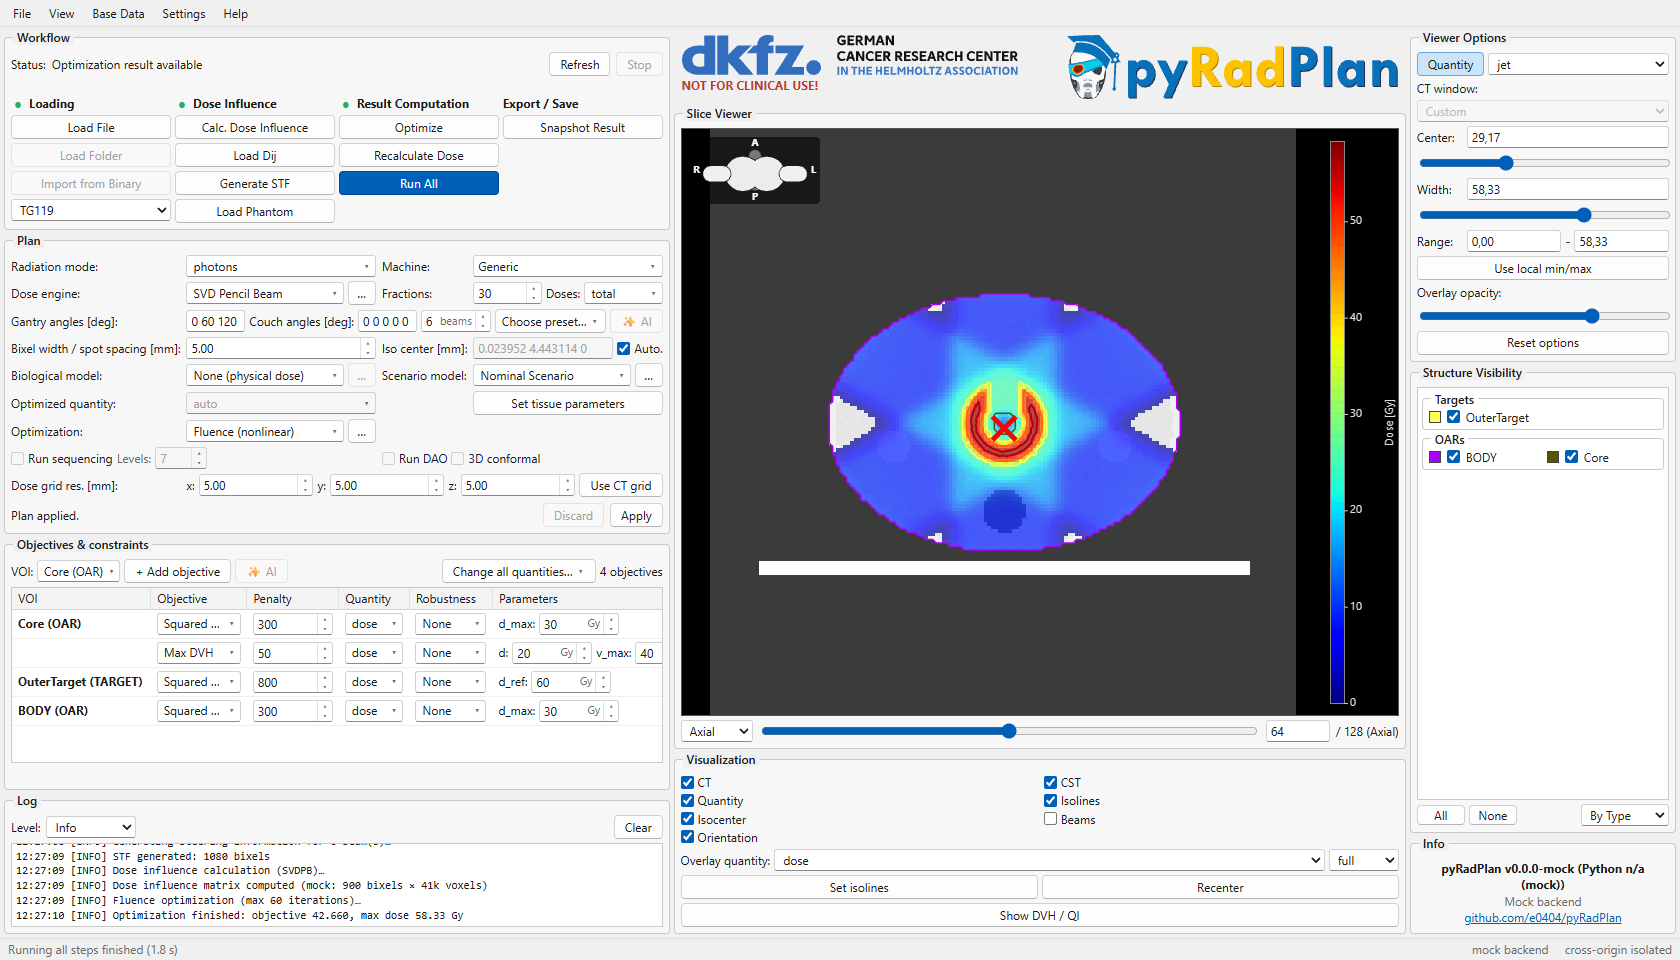 File View Base Data Settings Help
Workflow
Status: Optimization result available
Refresh Stop
Loading Dose Influence Result Computation Export / Save
Load File Calc. Dose Influence Optimize Snapshot Result
Load Folder Load Dij Recalculate Dose
Import from Binary Generate STF Run All
TG119 Load Phantom
Plan
Radiation mode: photons Machine: Generic
Dose engine: SVD Pencil Beam ... Fractions: 30 Doses: total
Gantry angles [deg]: 0 60 120 Couch angles [deg]: 0 0 0 0 0 6 beams Choose preset... AI
Bixel width / spot spacing [mm]: 5.00 Iso center [mm]: 0.023952 4.443114 0 Auto.
Biological model: None (physical dose) ... Scenario model: Nominal Scenario ...
Optimized quantity: auto Set tissue parameters
Optimization: Fluence (nonlinear) ...
Run sequencing Levels: 7 Run DAO 3D conformal
Dose grid res. [mm]: x: 5.00 y: 5.00 z: 5.00 Use CT grid
Plan applied. Discard Apply
Objectives & constraints
VOI: Core (OAR) + Add objective AI Change all quantities... 4 objectives
VOI Objective Penalty Quantity Robustness Parameters
Core (OAR) Squared ... 300 dose None d_max: 30 Gy
Max DVH 50 dose None d: 20 Gy v_max: 40
OuterTarget (TARGET) Squared ... 800 dose None d_ref: 60 Gy
BODY (OAR) Squared ... 300 dose None d_max: 30 Gy
Log
Level: Info Clear
12:27:09 [INFO] STF generated: 1080 bixels
12:27:09 [INFO] Dose influence calculation (SVDPB)…
12:27:09 [INFO] Dose influence matrix computed (mock: 900 bixels × 41k voxels)
12:27:09 [INFO] Fluence optimization (max 60 iterations)…
12:27:10 [INFO] Optimization finished: objective 42.660, max dose 58.33 Gy
Running all steps finished (1.8 s)
dkfz.
NOT FOR CLINICAL USE!
GERMAN
CANCER RESEARCH CENTER
IN THE HELMHOLTZ ASSOCIATION
pyRadPlan
Slice Viewer
A
R L
P
50
40
30
20
10
0
Dose [Gy]
Axial 64 / 128 (Axial)
Visualization
CT CST
Quantity Isolines
Isocenter Beams
Orientation
Overlay quantity: dose full
Set isolines Recenter
Show DVH / QI
Viewer Options
Quantity jet
CT window:
Custom
Center: 29,17
Width: 58,33
Range: 0,00 - 58,33
Use local min/max
Overlay opacity:
Reset options
Structure Visibility
Targets
OuterTarget
OARs
BODY Core
All None By Type
Info
pyRadPlan v0.0.0-mock (Python n/a
(mock))
Mock backend
github.com/e0404/pyRadPlan
mock backend cross-origin isolated